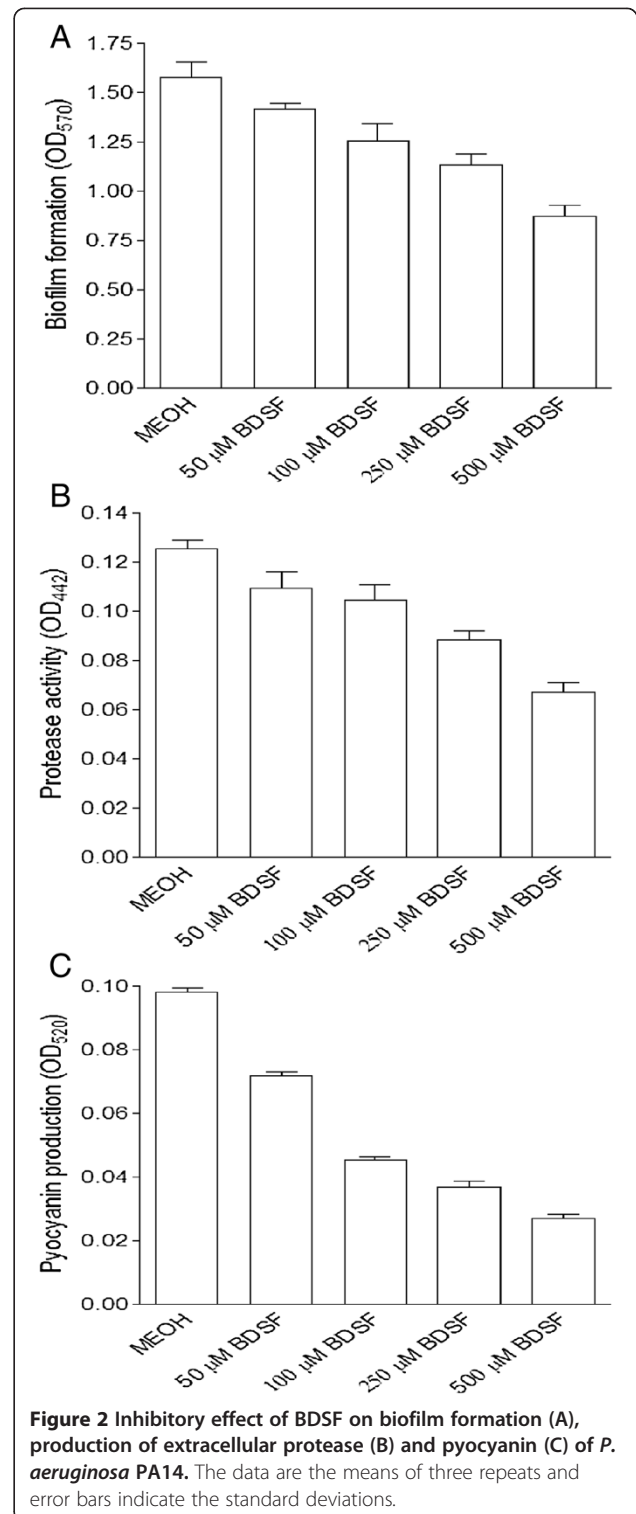 A
Biofilm formation (OD570)
1.75
1.50
1.25
1.00
0.75
0.50
0.25
0.00
MEOH
50 µM BDSF
100 µM BDSF
250 µM BDSF
500 µM BDSF
B
Protease activity (OD442)
0.14
0.12
0.10
0.08
0.06
0.04
0.02
0.00
MEOH
50 µM BDSF
100 µM BDSF
250 µM BDSF
500 µM BDSF
C
Pyocyanin production (OD520)
0.10
0.08
0.06
0.04
0.02
0.00
MEOH
50 µM BDSF
100 µM BDSF
250 µM BDSF
500 µM BDSF
Figure 2 Inhibitory effect of BDSF on biofilm formation (A),
production of extracellular protease (B) and pyocyanin (C) of P.
aeruginosa PA14. The data are the means of three repeats and
error bars indicate the standard deviations.